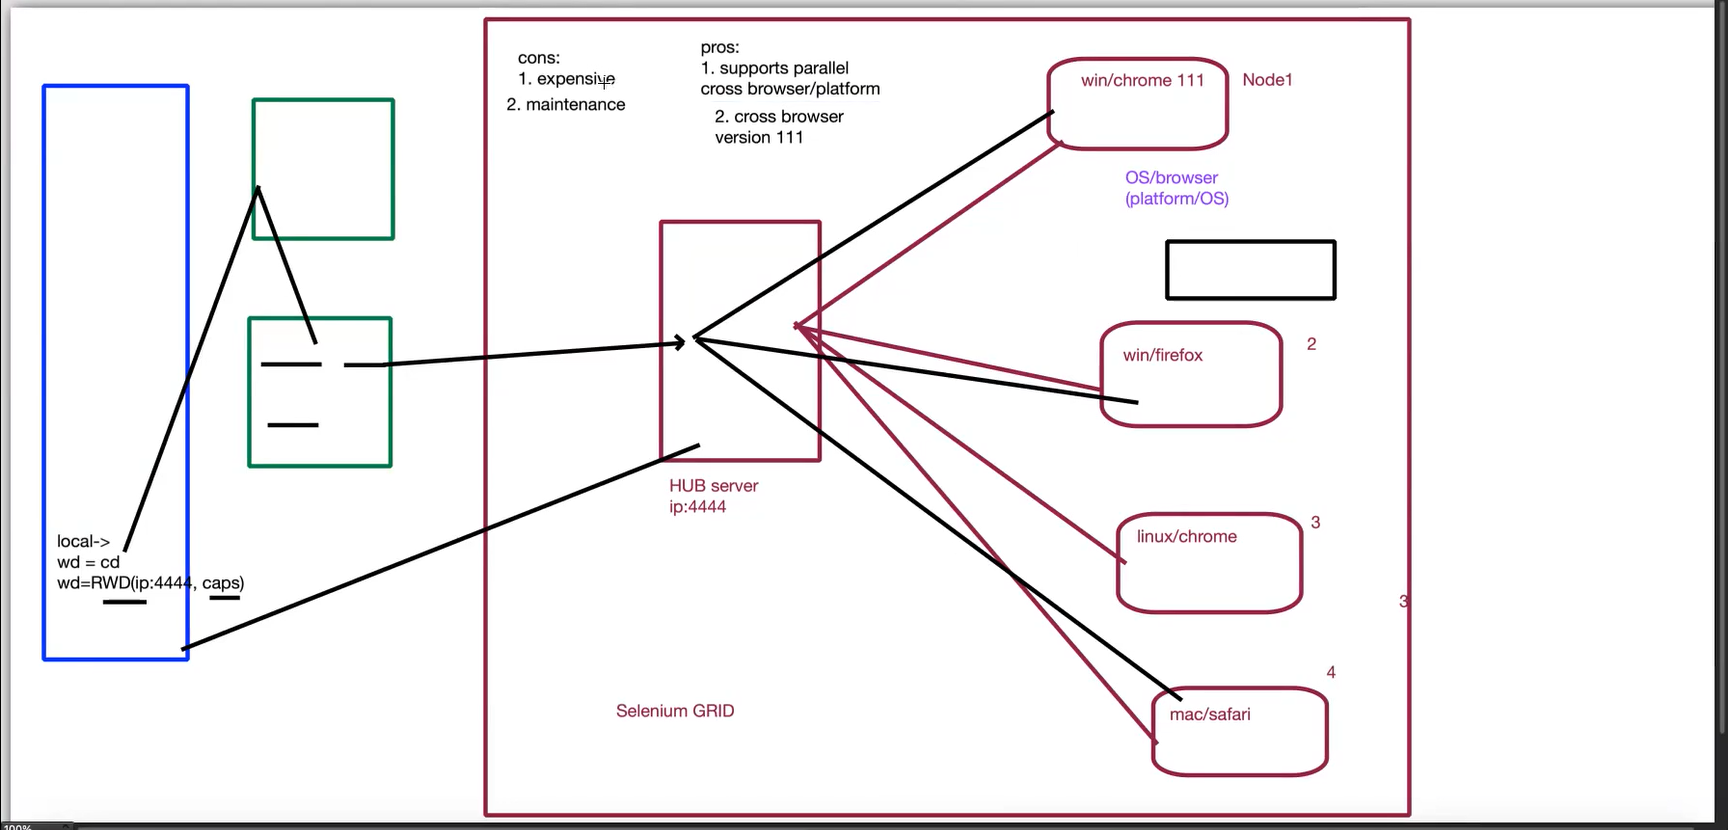 cons:
1. expensive
2. maintenance
pros:
1. supports parallel
cross browser/platform
2. cross browser
version 111
win/chrome 111
Node1
OS/browser
(platform/OS)
win/firefox
2
HUB server
ip:4444
linux/chrome
3
3
local->
wd = cd
wd=RWD(ip:4444, caps)
4
mac/safari
Selenium GRID
100%